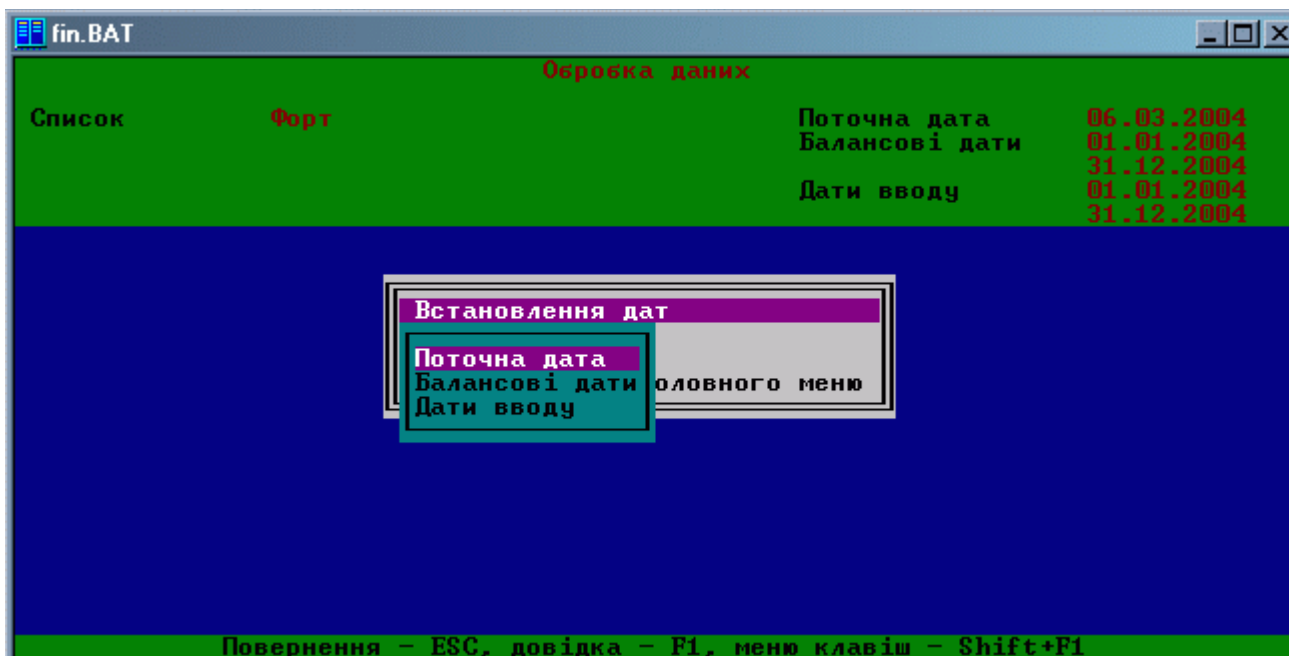 fin.BAT
Обробка даних
Список Форт Поточна дата 06.03.2004
Балансові дати 01.01.2004
31.12.2004
Дати вводу 01.01.2004
31.12.2004
Встановлення дат
Поточна дата
Балансові дати оловного меню
Дати вводу
Повернення - ESC, довідка - F1, меню клавіш - Shift+F1